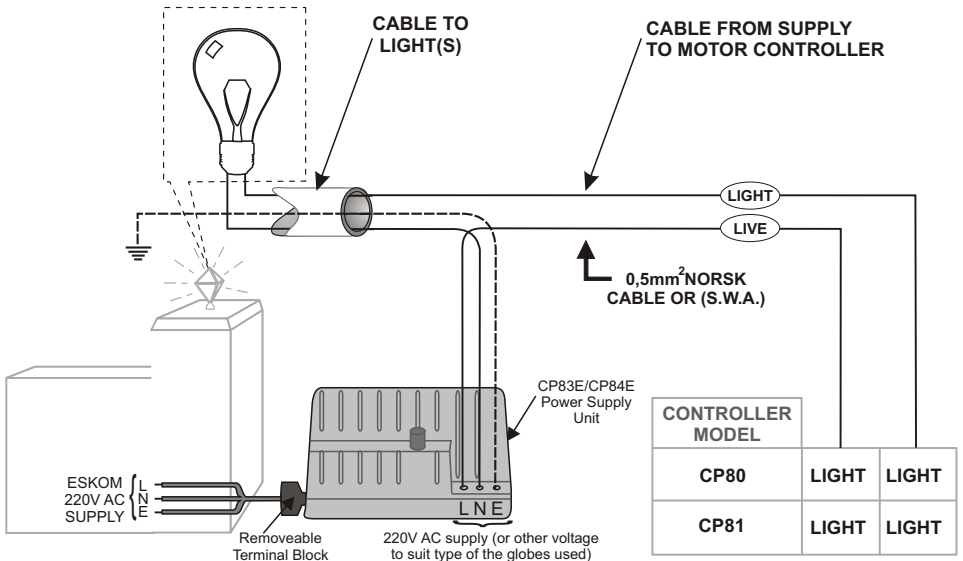 CABLE TO
LIGHT(S)
CABLE FROM SUPPLY
TO MOTOR CONTROLLER
LIGHT
LIVE
0,5mm²NORSK
CABLE OR (S.W.A.)
CP83E/CP84E
Power Supply
Unit
CONTROLLER
MODEL
CP80 LIGHT LIGHT
CP81 LIGHT LIGHT
ESKOM
220V AC
SUPPLY
L
N
E
L N E
Removeable
Terminal Block
220V AC supply (or other voltage
to suit type of the globes used)